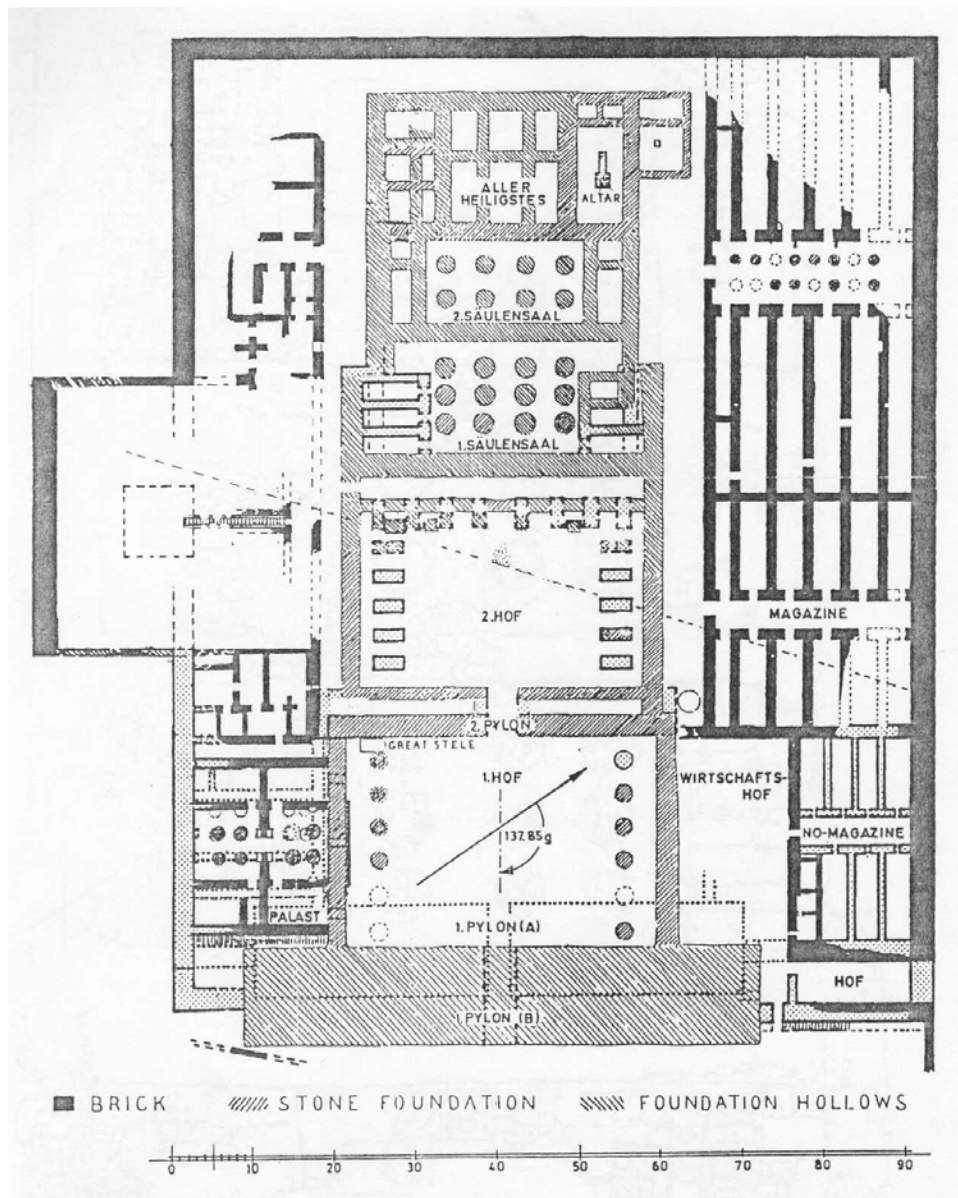 ALLER
HEILIGSTES
ALTAR
2.SÄULENSAAL
1.SÄULENSAAL
2.HOF
MAGAZINE
2.PYLON
GREAT STELE
1.HOF
WIRTSCHAFTS-
HOF
137,85g
NO-MAGAZINE
PALAST
1.PYLON(A)
HOF
1.PYLON (B)
BRICK STONE FOUNDATION FOUNDATION HOLLOWS
0 10 20 30 40 50 60 70 80 90